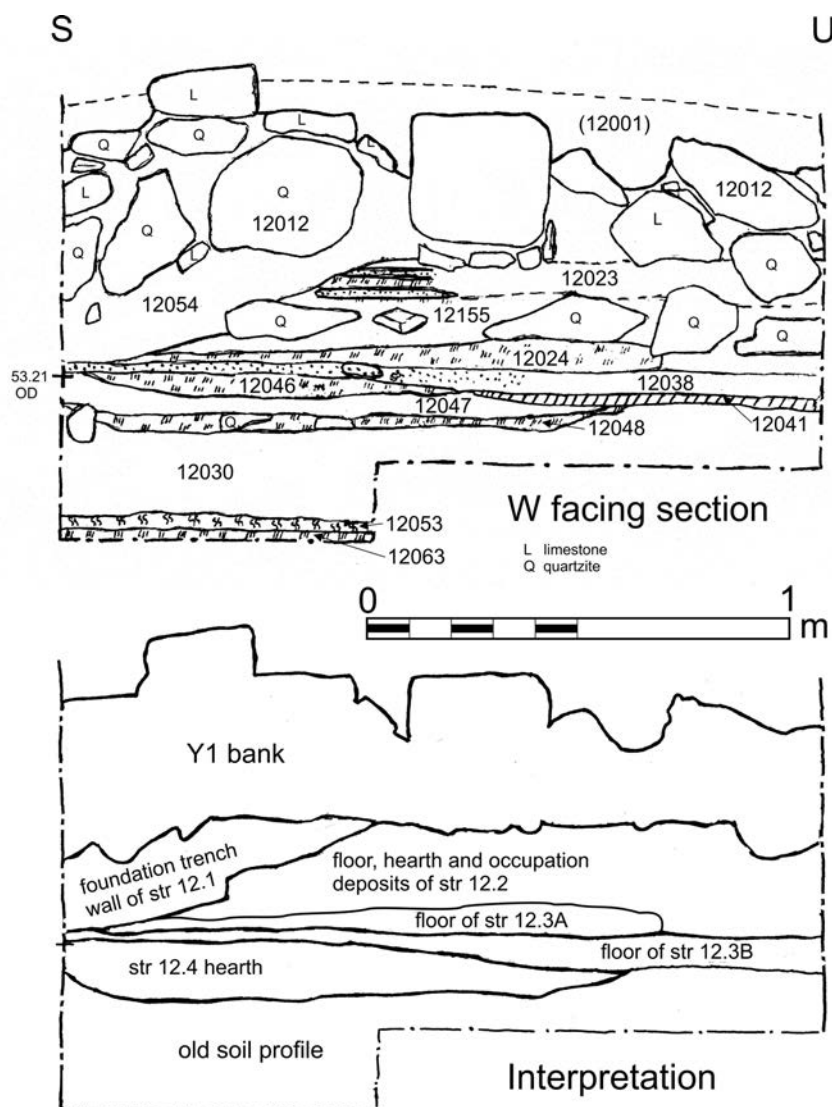 S
U
L
(12001)
Q
Q
L
L
Q
12012
12012
L
Q
L
Q
L
Q
12054
12023
Q
12155
Q
Q
Q
12024
53.21
OD
12046
12038
12047
Q
12048
12041
12030
W facing section
12053
L limestone
12063
Q quartzite
0
1
m
Y1 bank
foundation trench
wall of str 12.1
floor, hearth and occupation
deposits of str 12.2
floor of str 12.3A
floor of str 12.3B
str 12.4 hearth
old soil profile
Interpretation